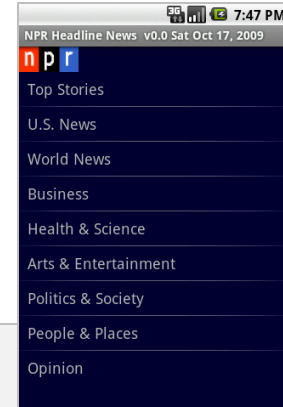 3G 7:47 PM
NPR Headline News v0.0 Sat Oct 17, 2009
n p r
Top Stories
U.S. News
World News
Business
Health & Science
Arts & Entertainment
Politics & Society
People & Places
Opinion